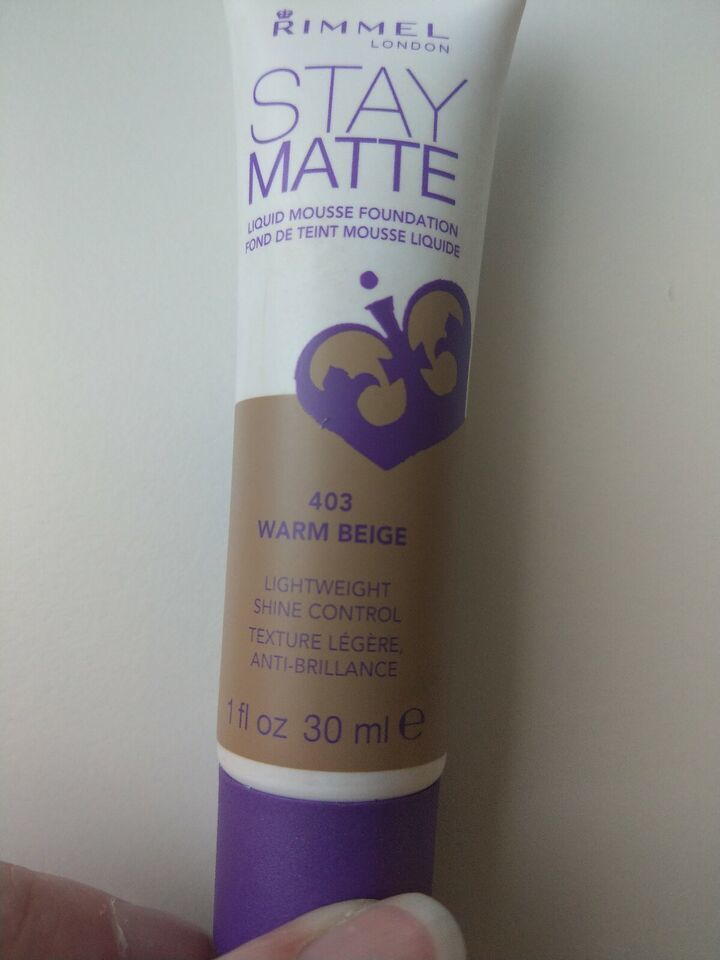 RIMMEL
LONDON
STAY
MATTE
LIQUID MOUSSE FOUNDATION
FOND DE TEINT MOUSSE LIQUIDE
403
WARM BEIGE
LIGHTWEIGHT
SHINE CONTROL
TEXTURE LÉGÈRE,
ANTI-BRILLANCE
1 fl oz 30 ml ℮